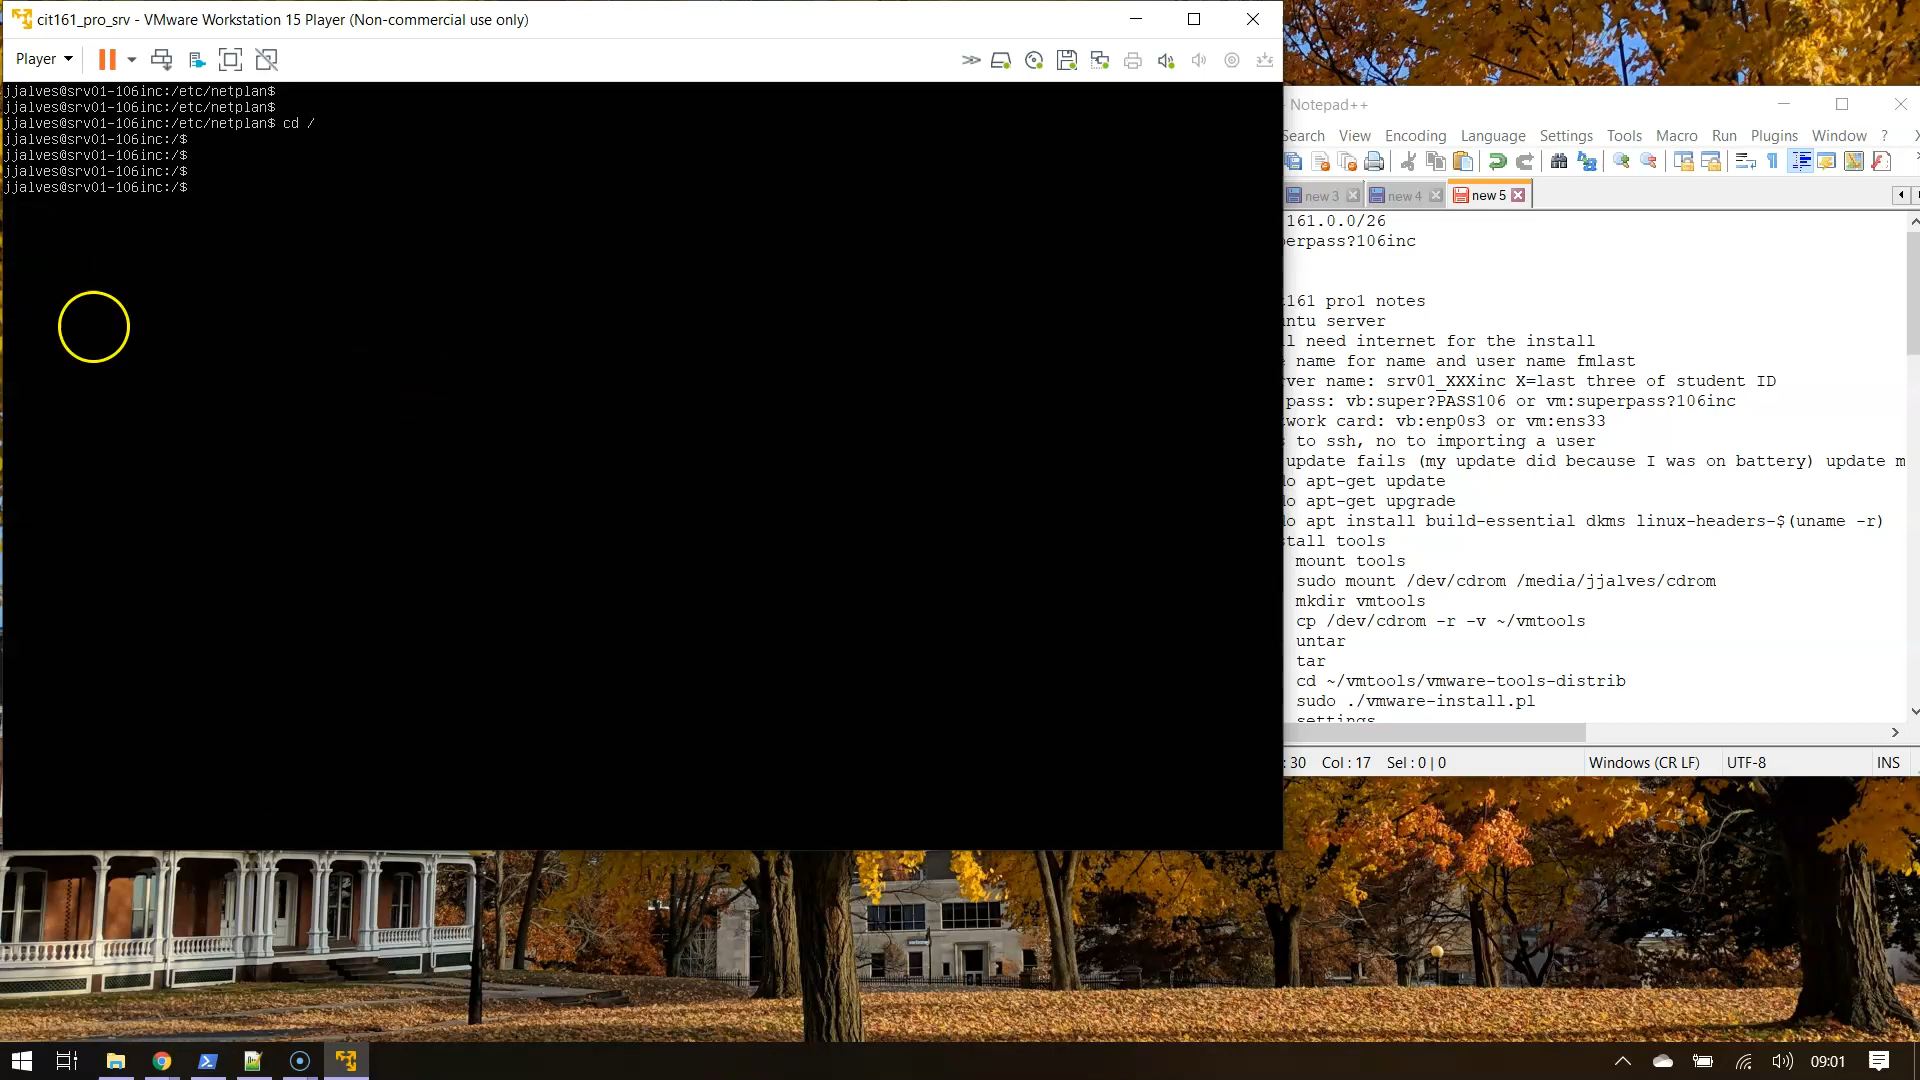 cit161_pro_srv - VMware Workstation 15 Player (Non-commercial use only)
Player
jjalves@srv01-106inc:/etc/netplan$
jjalves@srv01-106inc:/etc/netplan$
jjalves@srv01-106inc:/etc/netplan$ cd /
jjalves@srv01-106inc:/$
jjalves@srv01-106inc:/$
jjalves@srv01-106inc:/$
jjalves@srv01-106inc:/$
Notepad++
Search View Encoding Language Settings Tools Macro Run Plugins Window ?
new 3 new 4 new 5
161.0.0/26
erpass?106inc
161 pro1 notes
ntu server
l need internet for the install
name for name and user name fmlast
ver name: srv01_XXXinc X=last three of student ID
pass: vb:super?PASS106 or vm:superpass?106inc
work card: vb:enp0s3 or vm:ens33
to ssh, no to importing a user
update fails (my update did because I was on battery) update m
o apt-get update
o apt-get upgrade
o apt install build-essential dkms linux-headers-$(uname -r)
tall tools
mount tools
sudo mount /dev/cdrom /media/jjalves/cdrom
mkdir vmtools
cp /dev/cdrom -r -v ~/vmtools
untar
tar
cd ~/vmtools/vmware-tools-distrib
sudo ./vmware-install.pl
settings
: 30 Col : 17 Sel : 0 | 0 Windows (CR LF) UTF-8 INS
09:01